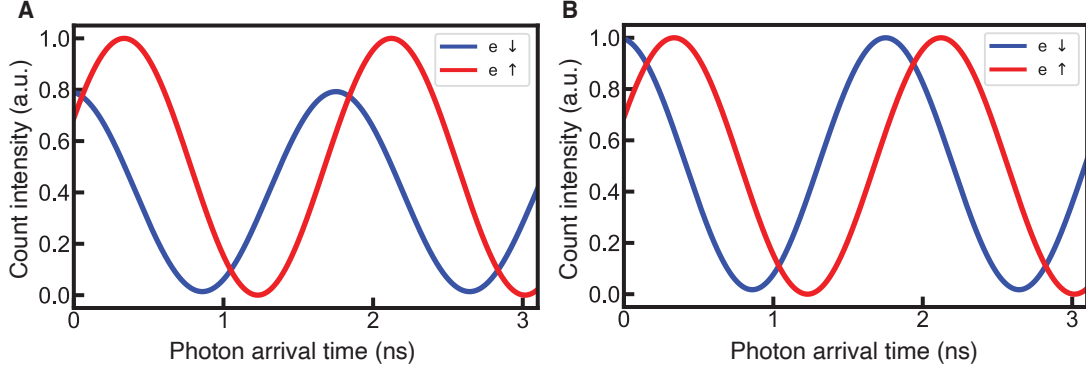 A
Count intensity (a.u.)
1.0
0.8
0.6
0.4
0.2
0.0
e ↓
e ↑
0 1 2 3
Photon arrival time (ns)
B
Count intensity (a.u.)
1.0
0.8
0.6
0.4
0.2
0.0
e ↓
e ↑
0 1 2 3
Photon arrival time (ns)